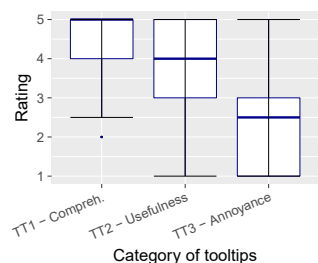 5
4
3
2
1
Rating
TT1 − Compreh.
TT2 − Usefulness
TT3 − Annoyance
Category of tooltips